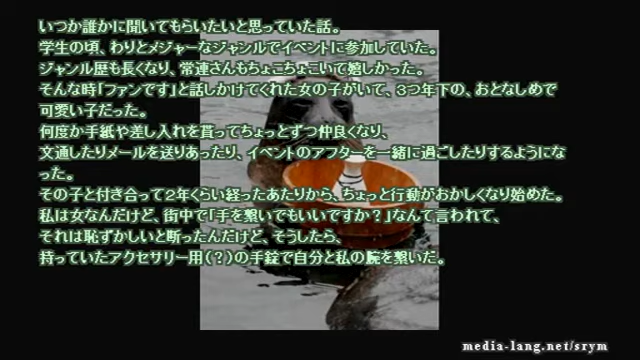 いつか誰かに聞いてもらいたいと思っていた話。
学生の頃、わりとメジャーなジャンルでイベントに参加していた。
ジャンル歴も長くなり、常連さんもちょこちょこいて嬉しかった。
そんな時「ファンです」と話しかけてくれた女の子がいて、３つ年下の、おとなしめで
可愛い子だった。
何度か手紙や差し入れを貰ってちょっとずつ仲良くなり、
文通したりメールを送りあったり、イベントのアフターを一緒に過ごしたりするようにな
った。
その子と付き合って２年くらい経ったあたりから、ちょっと行動がおかしくなり始めた。
私は女なんだけど、街中で「手を繋いでもいいですか？」なんて言われて、
それは恥ずかしいと断ったんだけど、そうしたら、
持っていたアクセサリー用（？）の手錠で自分と私の腕を繋いだ。
media-lang.net/srym